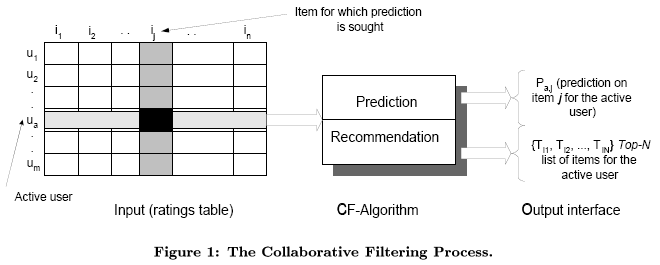 Item for which prediction
is sought
i1 i2 . . ij . . in
u1
u2
.
.
ua
.
um
Active user
Input (ratings table)
Prediction
Recommendation
CF-Algorithm
Pa,j (prediction on
item j for the active
user)
{Ti1, Ti2, ..., TiN} Top-N
list of items for the
active user
Output interface
Figure 1: The Collaborative Filtering Process.